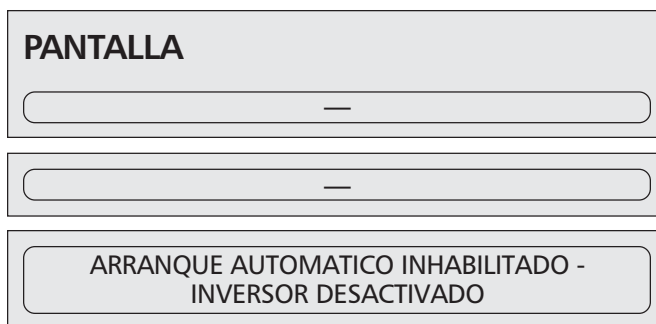 PANTALLA
—
—
ARRANQUE AUTOMATICO INHABILITADO -
INVERSOR DESACTIVADO